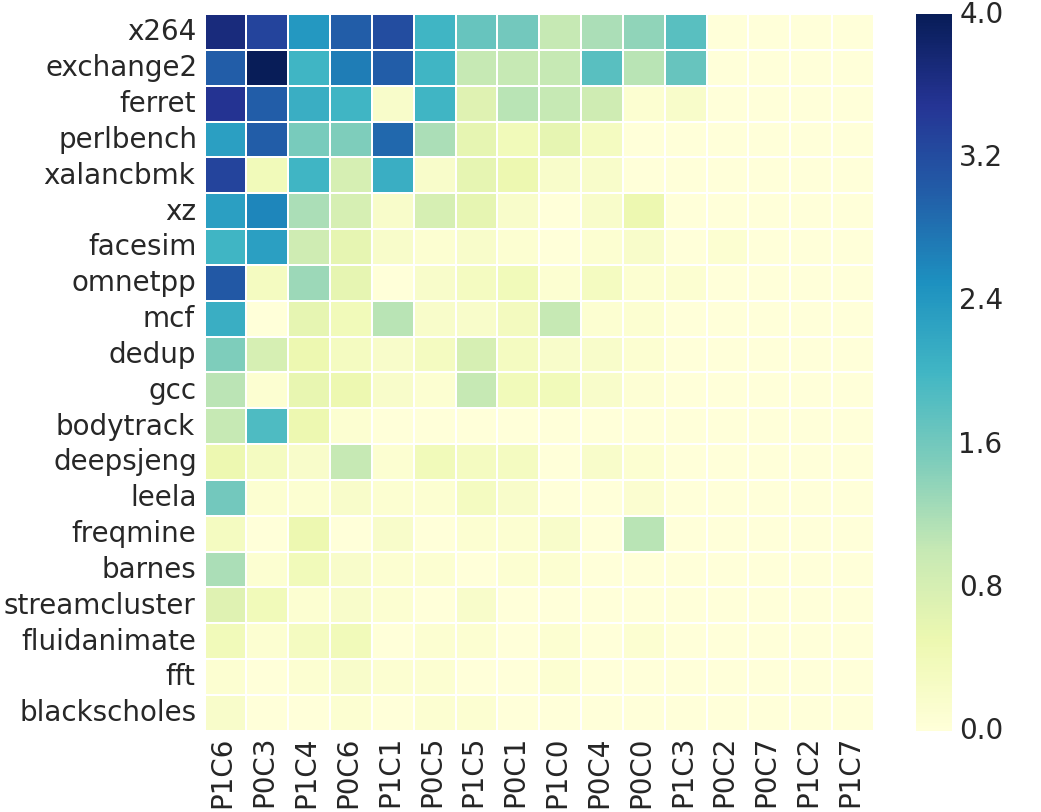 x264
exchange2
ferret
perlbench
xalancbmk
xz
facesim
omnetpp
mcf
dedup
gcc
bodytrack
deepsjeng
leela
freqmine
barnes
streamcluster
fluidanimate
fft
blackscholes
P1C6 P0C3 P1C4 P0C6 P1C1 P0C5 P1C5 P0C1 P1C0 P0C4 P0C0 P1C3 P0C2 P0C7 P1C2 P1C7
4.0
3.2
2.4
1.6
0.8
0.0